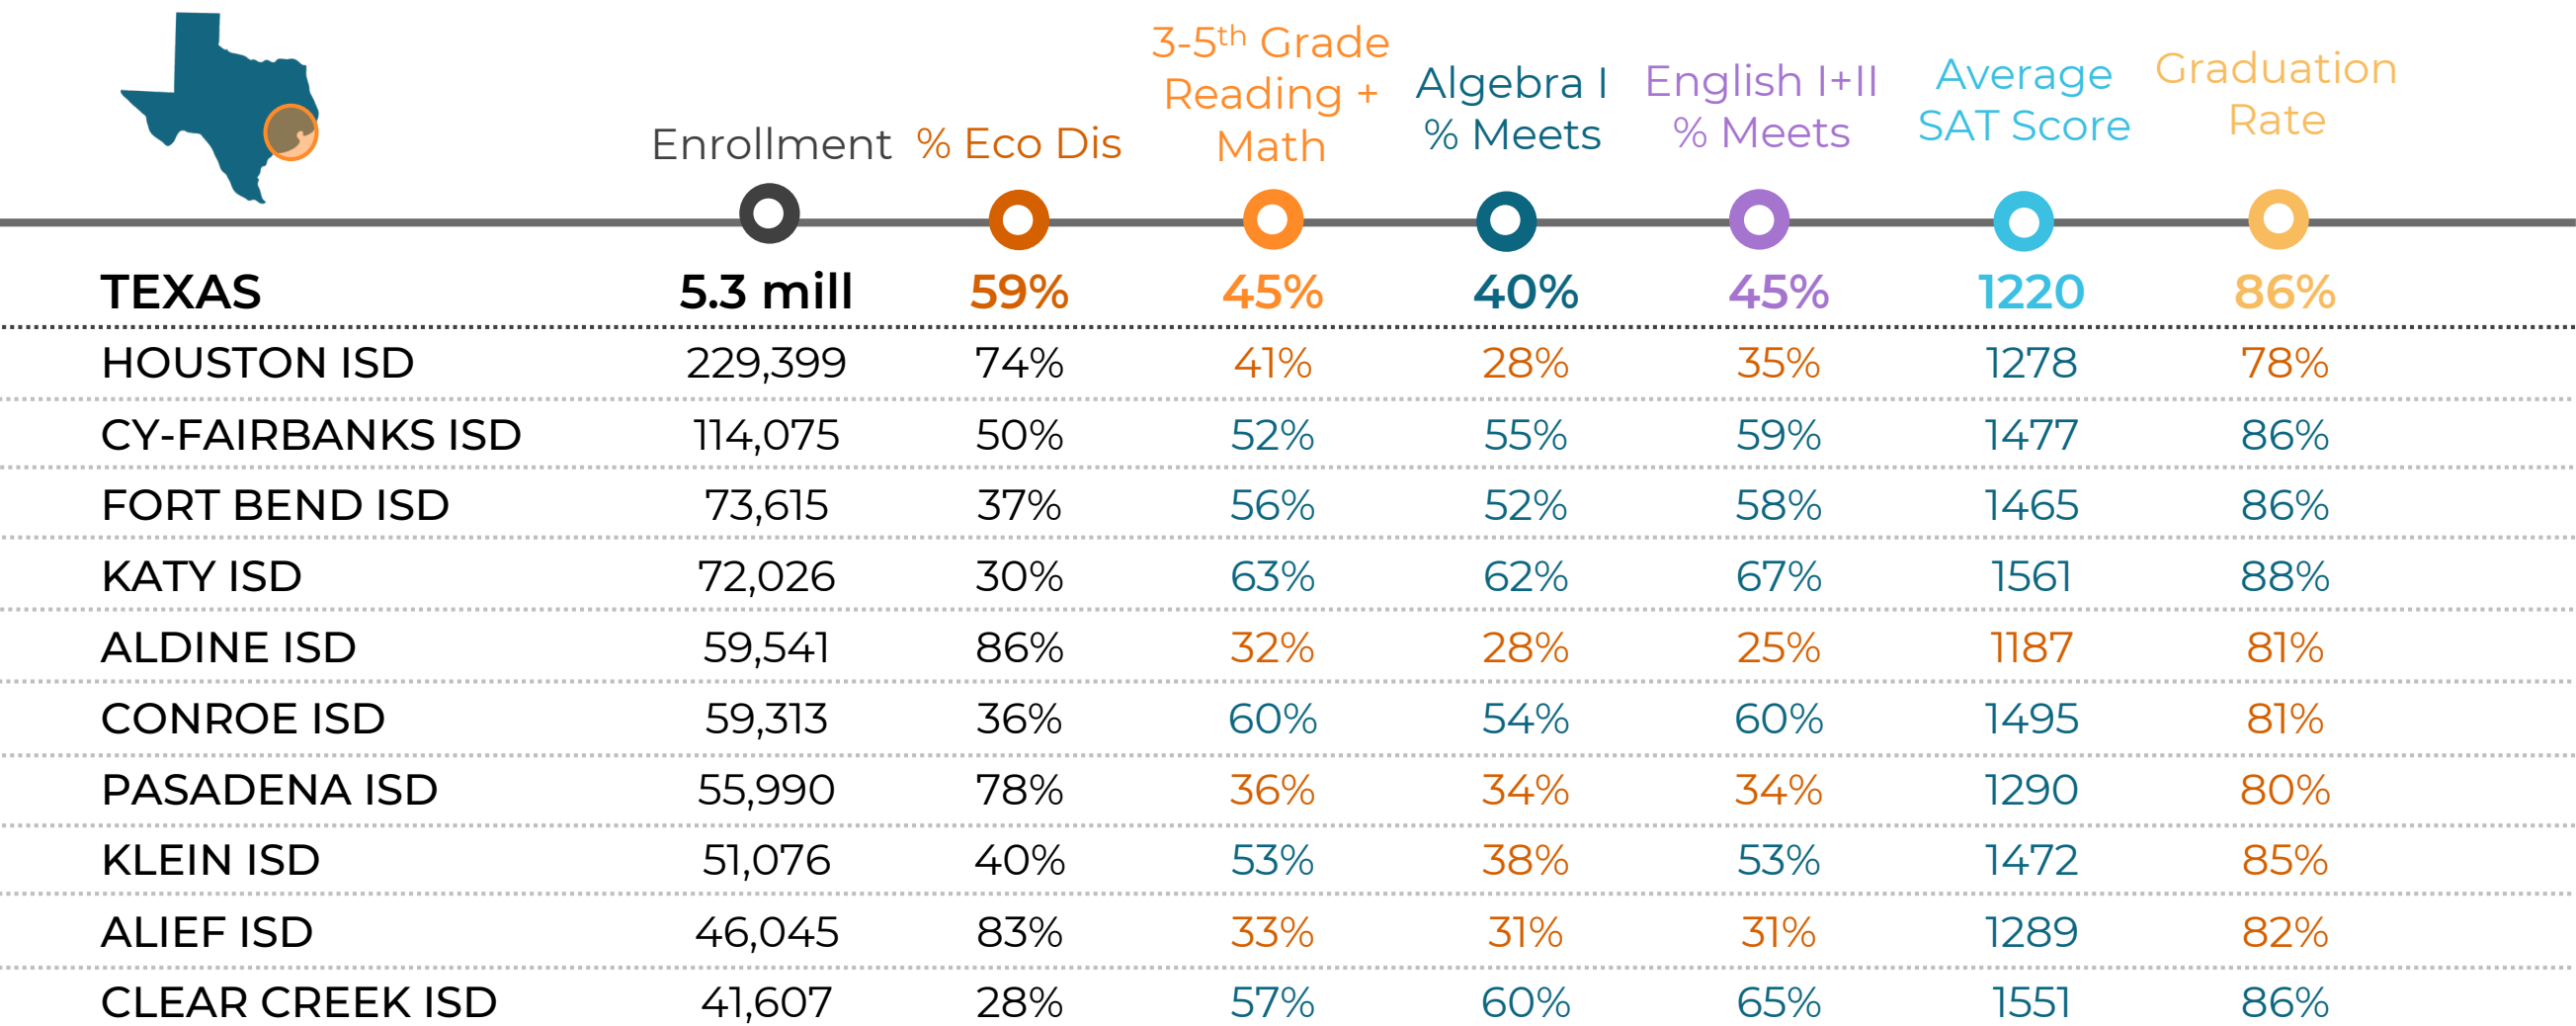 Enrollment
% Eco Dis
3-5th Grade
Reading +
Math
Algebra I
% Meets
English I+II
% Meets
Average
SAT Score
Graduation
Rate
TEXAS 5.3 mill 59% 45% 40% 45% 1220 86%
HOUSTON ISD 229,399 74% 41% 28% 35% 1278 78%
CY-FAIRBANKS ISD 114,075 50% 52% 55% 59% 1477 86%
FORT BEND ISD 73,615 37% 56% 52% 58% 1465 86%
KATY ISD 72,026 30% 63% 62% 67% 1561 88%
ALDINE ISD 59,541 86% 32% 28% 25% 1187 81%
CONROE ISD 59,313 36% 60% 54% 60% 1495 81%
PASADENA ISD 55,990 78% 36% 34% 34% 1290 80%
KLEIN ISD 51,076 40% 53% 38% 53% 1472 85%
ALIEF ISD 46,045 83% 33% 31% 31% 1289 82%
CLEAR CREEK ISD 41,607 28% 57% 60% 65% 1551 86%